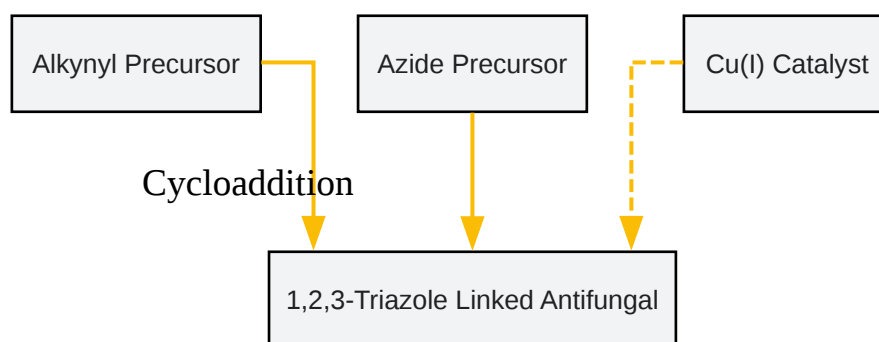 Alkynyl Precursor
Azide Precursor
Cu(I) Catalyst
Cycloaddition
1,2,3-Triazole Linked Antifungal